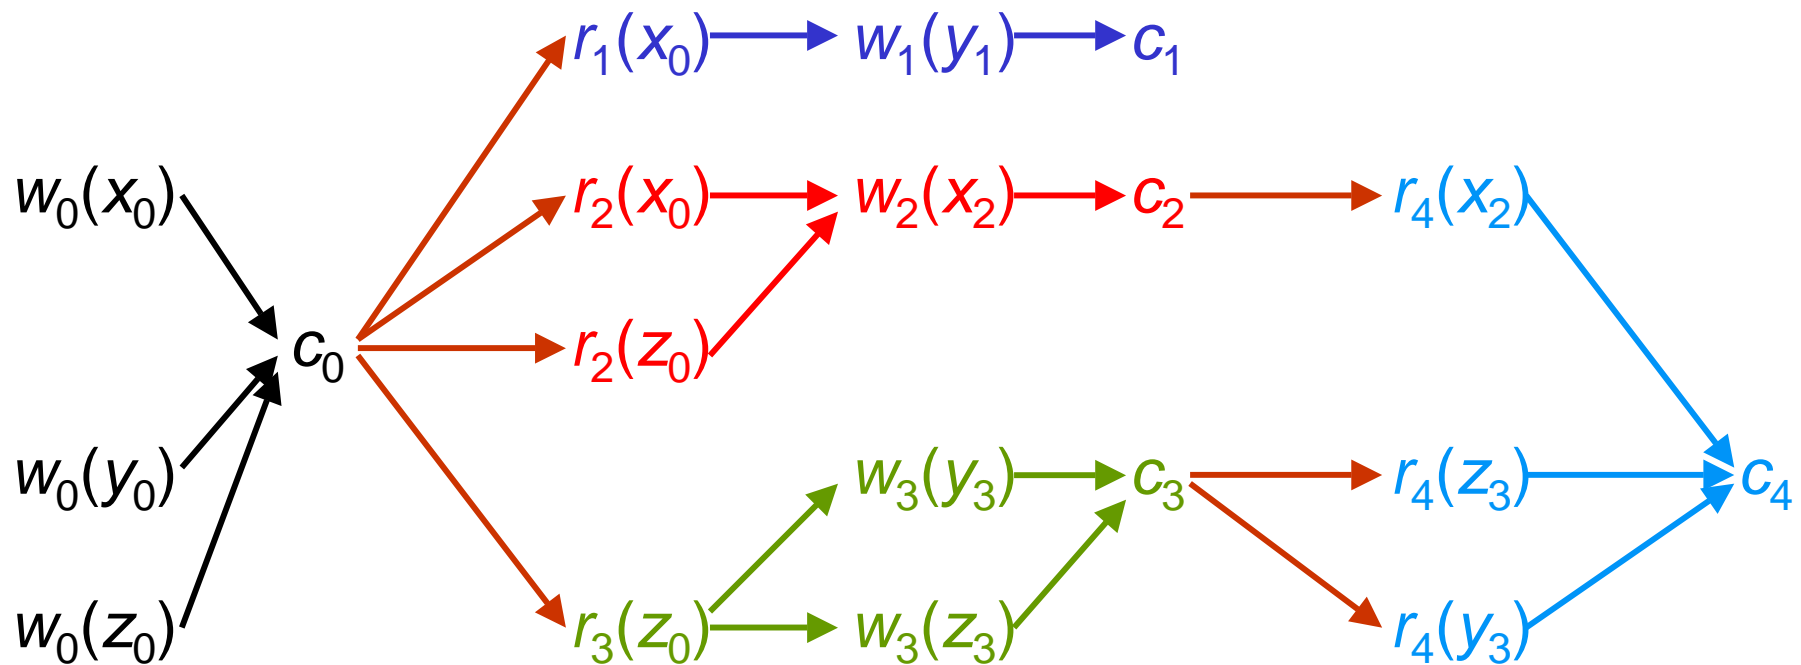 r₁(x₀) w₁(y₁) c₁
w₀(x₀) r₂(x₀) w₂(x₂) c₂ r₄(x₂)
c₀ r₂(z₀)
w₀(y₀) w₃(y₃) c₃ r₄(z₃) c₄
w₀(z₀) r₃(z₀) w₃(z₃) r₄(y₃)